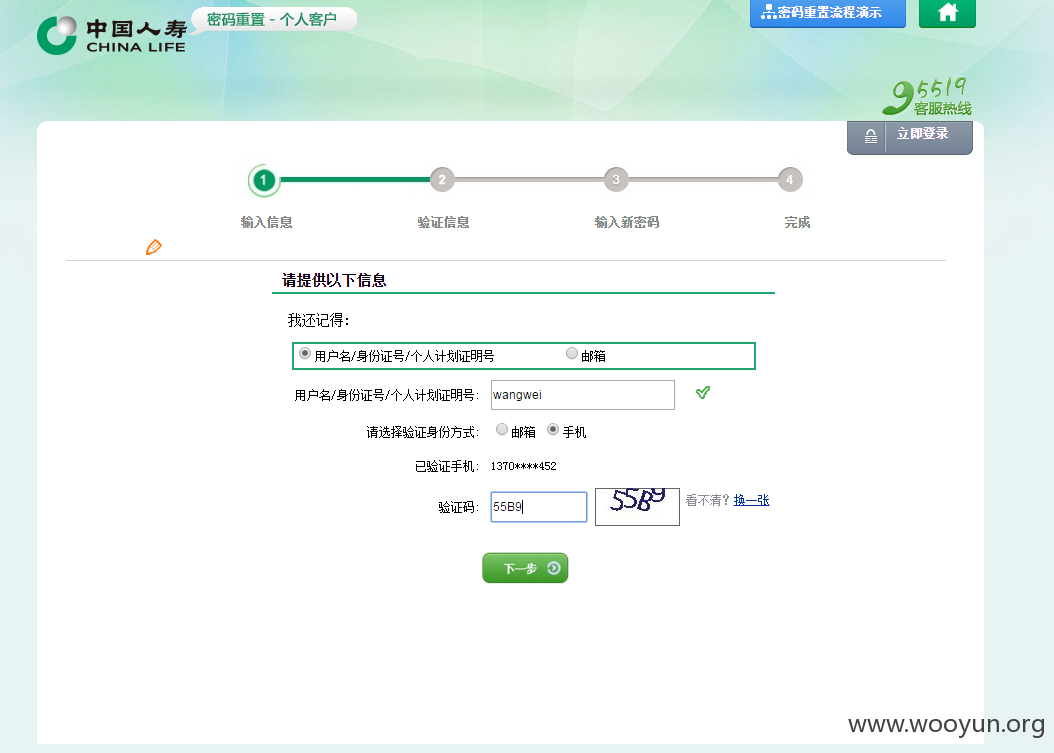 中国人寿
CHINA LIFE
密码重置 - 个人客户
密码重置流程演示
95519
客服热线
立即登录
1 2 3 4
输入信息 验证信息 输入新密码 完成
请提供以下信息
我还记得：
用户名/身份证号/个人计划证明号 邮箱
用户名/身份证号/个人计划证明号： wangwei
请选择验证身份方式： 邮箱 手机
已验证手机： 1370****452
验证码： 55B9 55B9 看不清？换一张
下一步
www.wooyun.org